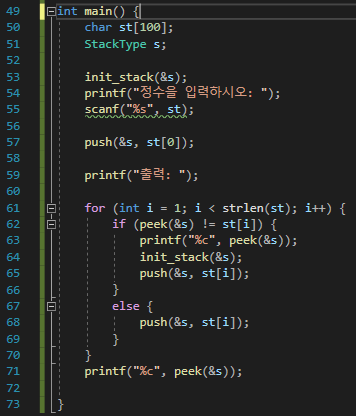 49 int main() {
50 char st[100];
51 StackType s;
52
53 init_stack(&s);
54 printf("정수을 입력하시오: ");
55 scanf("%s", st);
56
57 push(&s, st[0]);
58
59 printf("출력: ");
60
61 for (int i = 1; i < strlen(st); i++) {
62 if (peek(&s) != st[i]) {
63 printf("%c", peek(&s));
64 init_stack(&s);
65 push(&s, st[i]);
66 }
67 else {
68 push(&s, st[i]);
69 }
70 }
71 printf("%c", peek(&s));
72
73 }